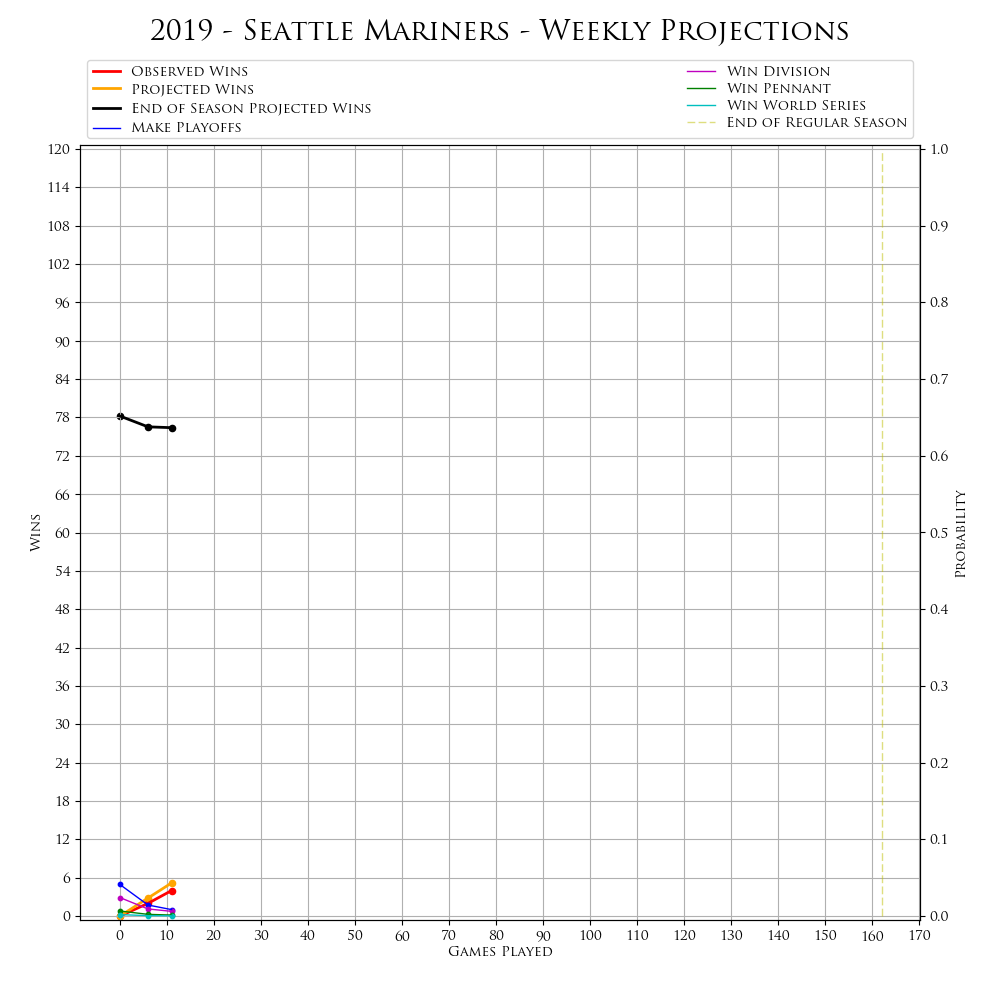 2019 - Seattle Mariners - Weekly Projections
Observed Wins
Projected Wins
End of Season Projected Wins
Make Playoffs
Win Division
Win Pennant
Win World Series
End of Regular Season
120
114
108
102
96
90
84
78
72
66
60
54
48
42
36
30
24
18
12
6
0
Wins
1.0
0.9
0.8
0.7
0.6
0.5
0.4
0.3
0.2
0.1
0.0
Probability
0 10 20 30 40 50 60 70 80 90 100 110 120 130 140 150 160 170
Games Played